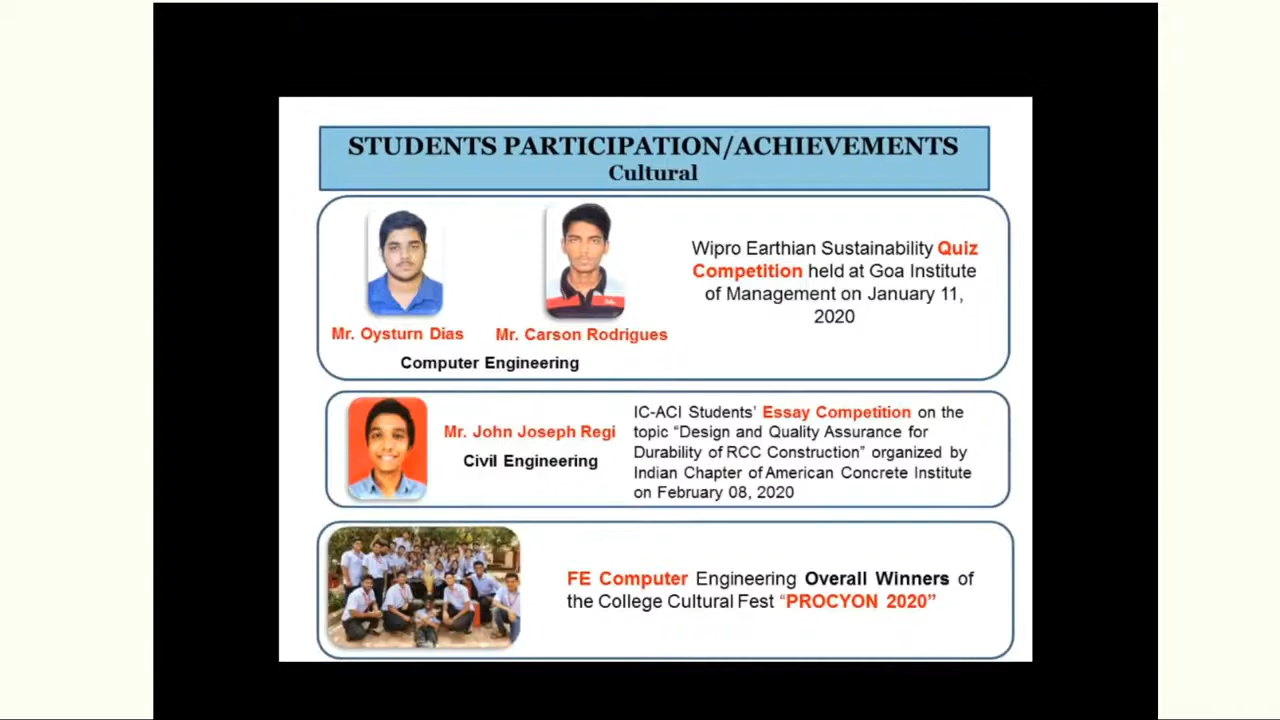 STUDENTS PARTICIPATION/ACHIEVEMENTS
Cultural
Mr. Oysturn Dias
Mr. Carson Rodrigues
Computer Engineering
Wipro Earthian Sustainability Quiz
Competition held at Goa Institute
of Management on January 11,
2020
Mr. John Joseph Regi
Civil Engineering
IC-ACI Students’ Essay Competition on the
topic “Design and Quality Assurance for
Durability of RCC Construction” organized by
Indian Chapter of American Concrete Institute
on February 08, 2020
FE Computer Engineering Overall Winners of
the College Cultural Fest “PROCYON 2020”